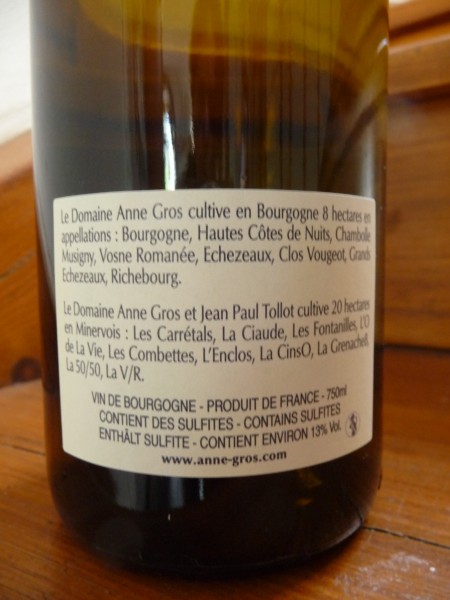 Le Domaine Anne Gros cultive en Bourgogne 8 hectares en
appellations : Bourgogne, Hautes Côtes de Nuits, Chambolle
Musigny, Vosne Romanée, Echezeaux, Clos Vougeot, Grands
Echezeaux, Richebourg.
Le Domaine Anne Gros et Jean Paul Tollot cultive 20 hectares
en Minervois : Les Carrétals, La Ciaude, Les Fontanilles, L'O
de La Vie, Les Combettes, L'Enclos, La CinsO, La Grenache&,
La 50/50, La V/R.
VIN DE BOURGOGNE - PRODUIT DE FRANCE - 750ml
CONTIENT DES SULFITES - CONTAINS SULFITES
ENTHÄLT SULFITE - CONTIENT ENVIRON 13% Vol.
www.anne-gros.com